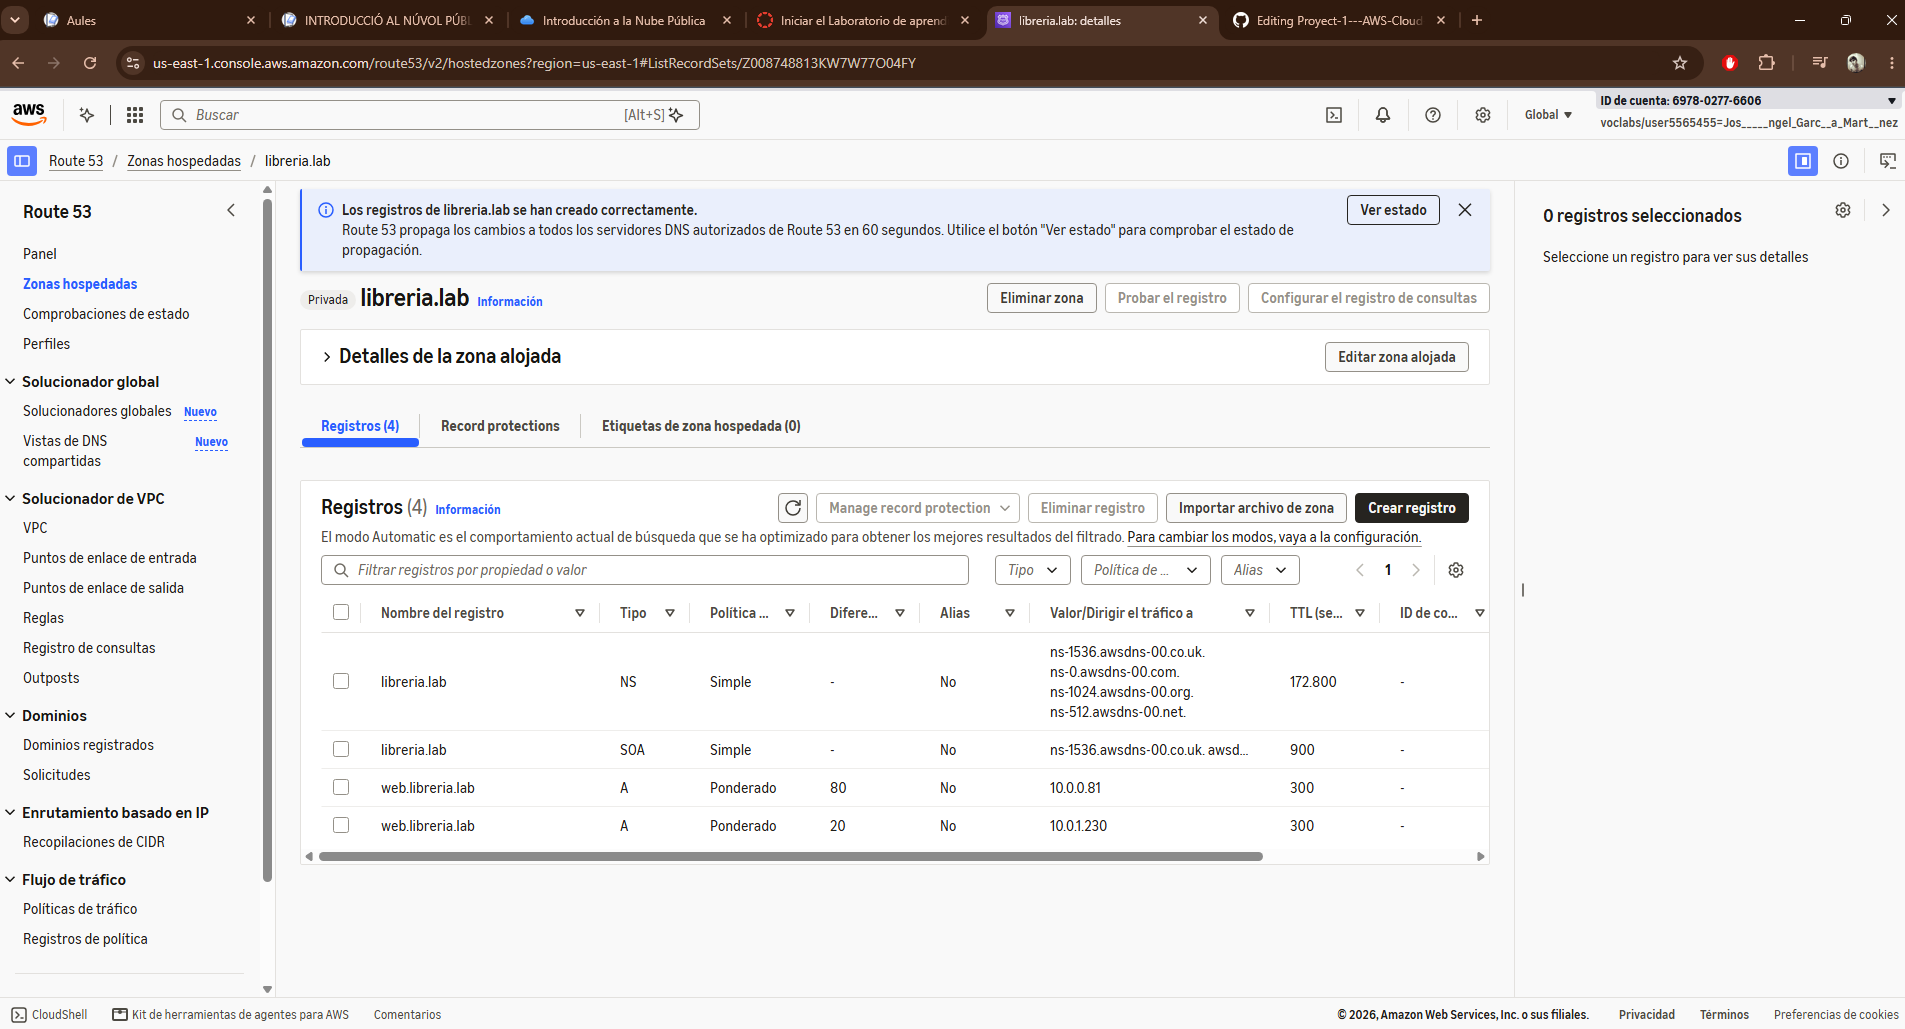 Aules
INTRODUCCIÓ AL NÚVOL PÚBL
Introducción a la Nube Pública
Iniciar el Laboratorio de aprend
libreria.lab: detalles
Editing Proyect-1---AWS-Cloud
us-east-1.console.aws.amazon.com/route53/v2/hostedzones?region=us-east-1#ListRecordSets/Z008748813KW7W77O04FY
aws
Buscar
[Alt+S]
Global
ID de cuenta: 6978-0277-6606
voclabs/user5565455=Jos_____ngel_Garc__a_Mart__nez
Route 53 / Zonas hospedadas / libreria.lab
Route 53
Panel
Zonas hospedadas
Comprobaciones de estado
Perfiles
Solucionador global
Solucionadores globales Nuevo
Vistas de DNS compartidas Nuevo
Solucionador de VPC
VPC
Puntos de enlace de entrada
Puntos de enlace de salida
Reglas
Registro de consultas
Outposts
Dominios
Dominios registrados
Solicitudes
Enrutamiento basado en IP
Recopilaciones de CIDR
Flujo de tráfico
Políticas de tráfico
Registros de política
Los registros de libreria.lab se han creado correctamente.
Route 53 propaga los cambios a todos los servidores DNS autorizados de Route 53 en 60 segundos. Utilice el botón "Ver estado" para comprobar el estado de
propagación.
Ver estado
Privada libreria.lab Información
Eliminar zona
Probar el registro
Configurar el registro de consultas
Detalles de la zona alojada
Editar zona alojada
Registros (4)
Record protections
Etiquetas de zona hospedada (0)
Registros (4) Información
Manage record protection
Eliminar registro
Importar archivo de zona
Crear registro
El modo Automatic es el comportamiento actual de búsqueda que se ha optimizado para obtener los mejores resultados del filtrado. Para cambiar los modos, vaya a la configuración.
Filtrar registros por propiedad o valor
Tipo
Política de ...
Alias
1
Nombre del registro Tipo Política ... Difere... Alias Valor/Dirigir el tráfico a TTL (se... ID de co...
libreria.lab NS Simple - No ns-1536.awsdns-00.co.uk. 172.800 -
ns-0.awsdns-00.com.
ns-1024.awsdns-00.org.
ns-512.awsdns-00.net.
libreria.lab SOA Simple - No ns-1536.awsdns-00.co.uk. awsd... 900 -
web.libreria.lab A Ponderado 80 No 10.0.0.81 300 -
web.libreria.lab A Ponderado 20 No 10.0.1.230 300 -
0 registros seleccionados
Seleccione un registro para ver sus detalles
CloudShell
Kit de herramientas de agentes para AWS
Comentarios
© 2026, Amazon Web Services, Inc. o sus filiales.
Privacidad
Términos
Preferencias de cookies